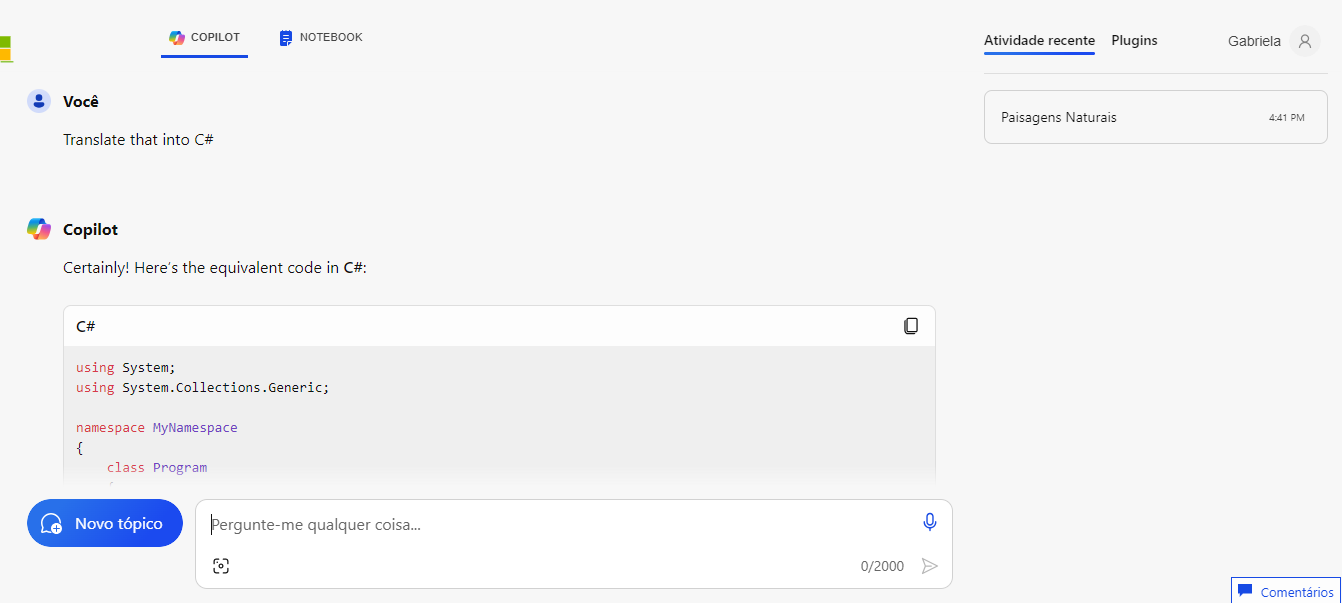 COPILOT
NOTEBOOK
Atividade recente
Plugins
Gabriela
Você
Translate that into C#
Paisagens Naturais
4:41 PM
Copilot
Certainly! Here's the equivalent code in C#:
C#
using System;
using System.Collections.Generic;
namespace MyNamespace
{
class Program
Novo tópico
Pergunte-me qualquer coisa...
0/2000
Comentários